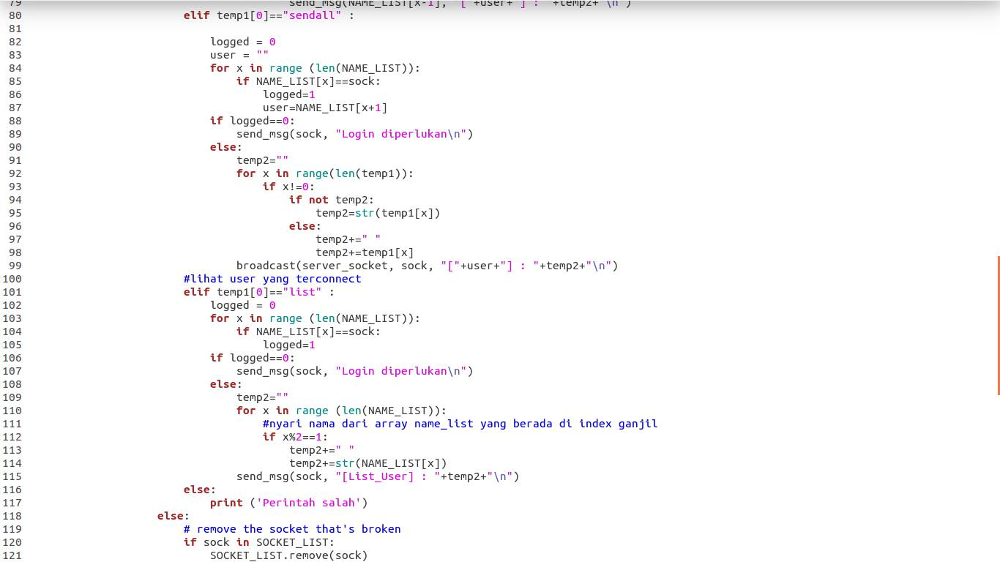 79 send_msg(NAME_LIST[x-1], "["+user+"] : "+temp2+"\n")
80 elif temp1[0]=="sendall" :
81
82 logged = 0
83 user = ""
84 for x in range (len(NAME_LIST)):
85 if NAME_LIST[x]==sock:
86 logged=1
87 user=NAME_LIST[x+1]
88 if logged==0:
89 send_msg(sock, "Login diperlukan\n")
90 else:
91 temp2=""
92 for x in range(len(temp1)):
93 if x!=0:
94 if not temp2:
95 temp2=str(temp1[x])
96 else:
97 temp2+=" "
98 temp2+=temp1[x]
99 broadcast(server_socket, sock, "["+user+"] : "+temp2+"\n")
100 #lihat user yang terconnect
101 elif temp1[0]=="list" :
102 logged = 0
103 for x in range (len(NAME_LIST)):
104 if NAME_LIST[x]==sock:
105 logged=1
106 if logged==0:
107 send_msg(sock, "Login diperlukan\n")
108 else:
109 temp2=""
110 for x in range (len(NAME_LIST)):
111 #nyari nama dari array name_list yang berada di index ganjil
112 if x%2==1:
113 temp2+=" "
114 temp2+=str(NAME_LIST[x])
115 send_msg(sock, "[List_User] : "+temp2+"\n")
116 else:
117 print ('Perintah salah')
118 else:
119 # remove the socket that's broken
120 if sock in SOCKET_LIST:
121 SOCKET_LIST.remove(sock)